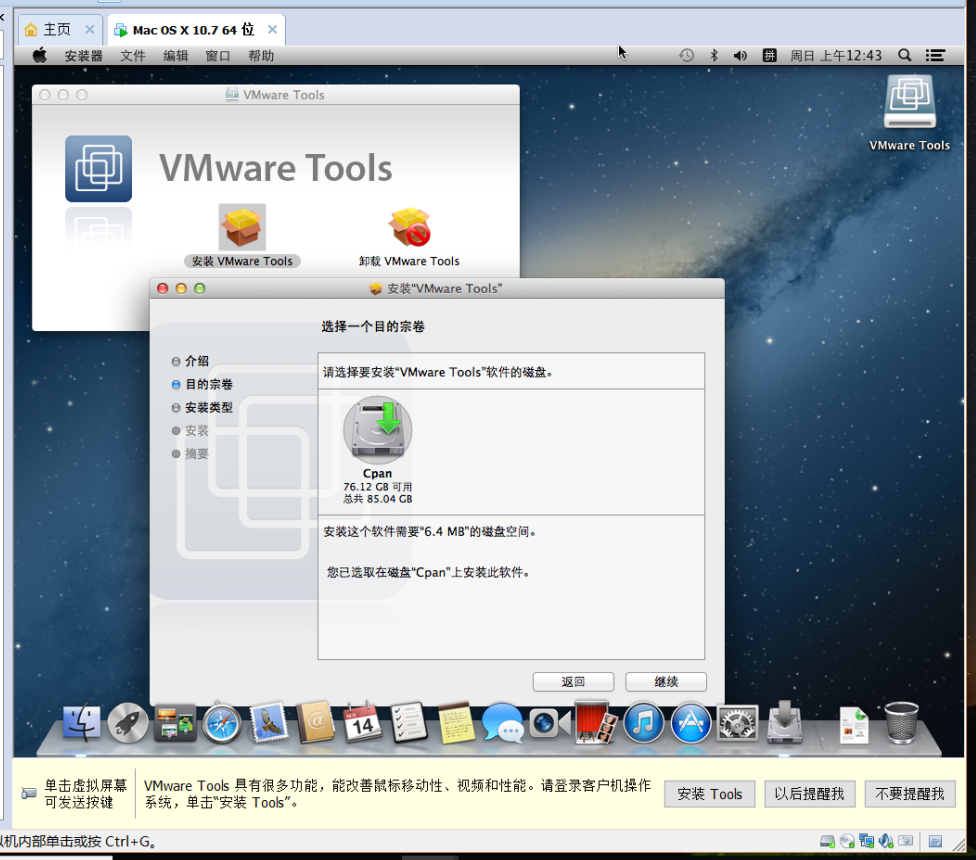 主页
Mac OS X 10.7 64 位
安装器 文件 编辑 窗口 帮助
拼 周日 上午12:43
VMware Tools
VMware Tools
VMware Tools
安装 VMware Tools
卸载 VMware Tools
安装“VMware Tools”
选择一个目的宗卷
介绍
目的宗卷
安装类型
安装
摘要
请选择要安装“VMware Tools”软件的磁盘。
Cpan
76.12 GB 可用
总共 85.04 GB
安装这个软件需要“6.4 MB”的磁盘空间。
您已选取在磁盘“Cpan”上安装此软件。
返回
继续
14
单击虚拟屏幕
可发送按键
VMware Tools 具有很多功能，能改善鼠标移动性、视频和性能。请登录客户机操作
系统，单击“安装 Tools”。
安装 Tools
以后提醒我
不要提醒我
机内部单击或按 Ctrl+G。